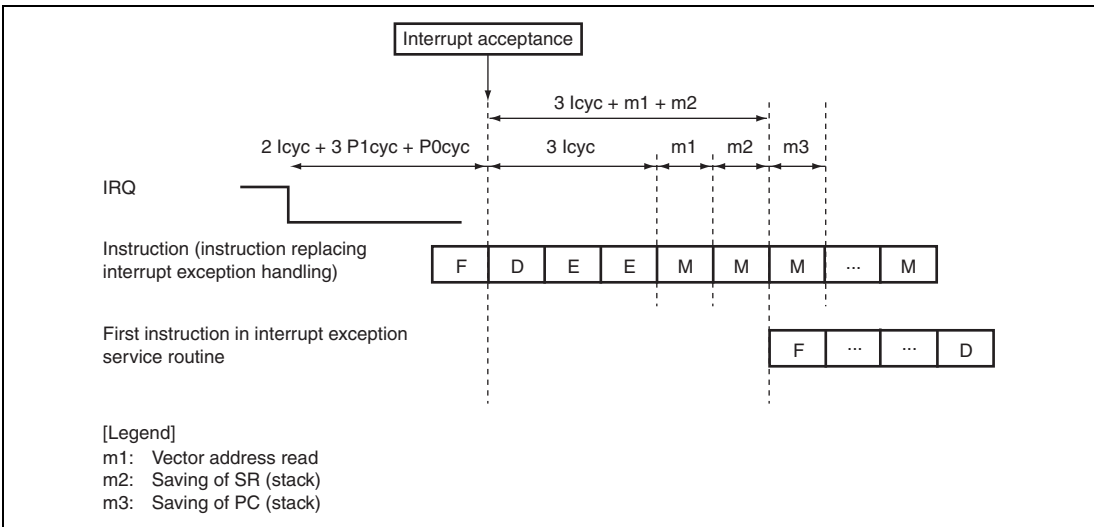 Interrupt acceptance
3 Icyc + m1 + m2
2 Icyc + 3 P1cyc + P0cyc 3 Icyc m1 m2 m3
IRQ
Instruction (instruction replacing
interrupt exception handling)
F D E E M M M ... M
First instruction in interrupt exception
service routine
F ... ... D
[Legend]
m1: Vector address read
m2: Saving of SR (stack)
m3: Saving of PC (stack)